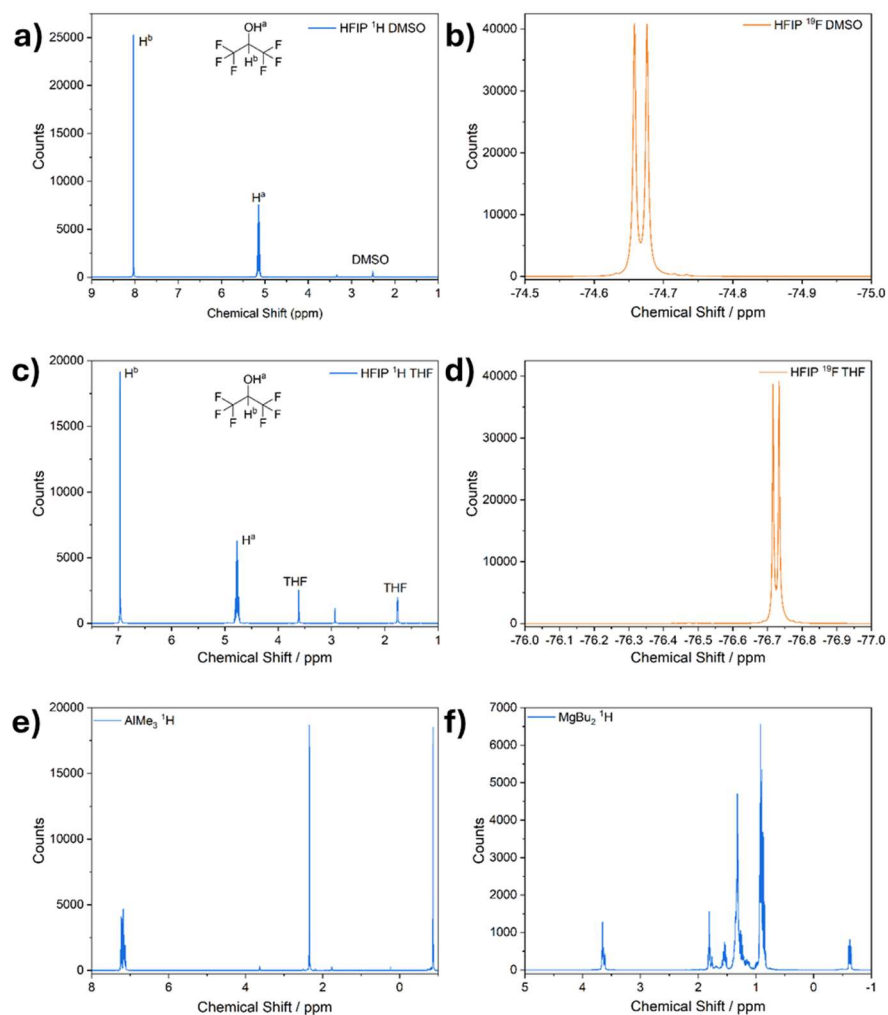 a)
HFIP ¹H DMSO
Hᵇ
OHᵃ
F F
F Hᵇ F
F F
Hᵃ
DMSO
25000
20000
15000
10000
5000
0
Counts
9 8 7 6 5 4 3 2 1
Chemical Shift (ppm)
b)
HFIP ¹⁹F DMSO
40000
30000
20000
10000
0
Counts
-74.5 -74.6 -74.7 -74.8 -74.9 -75.0
Chemical Shift / ppm
c)
HFIP ¹H THF
Hᵇ
OHᵃ
F F
F Hᵇ F
F F
Hᵃ
THF
THF
20000
15000
10000
5000
0
Counts
7 6 5 4 3 2 1
Chemical Shift / ppm
d)
HFIP ¹⁹F THF
40000
30000
20000
10000
0
Counts
-76.0 -76.1 -76.2 -76.3 -76.4 -76.5 -76.6 -76.7 -76.8 -76.9 -77.0
Chemical Shift / ppm
e)
AlMe₃ ¹H
20000
15000
10000
5000
0
Counts
8 6 4 2 0
Chemical Shift / ppm
f)
MgBu₂ ¹H
7000
6000
5000
4000
3000
2000
1000
0
Counts
5 4 3 2 1 0 -1
Chemical Shift / ppm